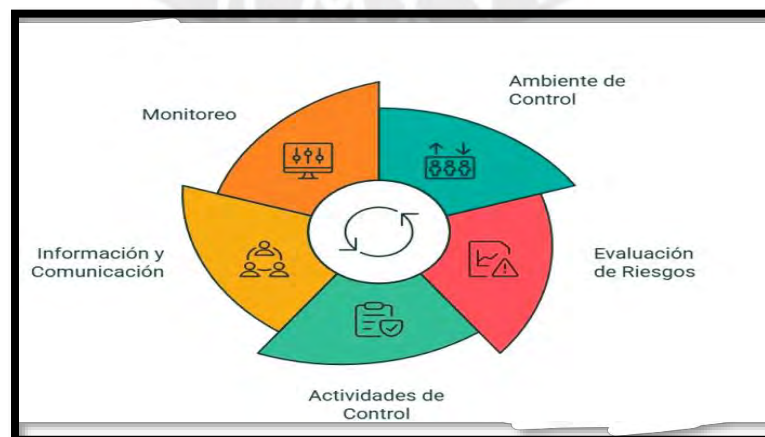 Ambiente de
Control
Monitoreo
Evaluación
de Riesgos
Información y
Comunicación
Actividades de
Control